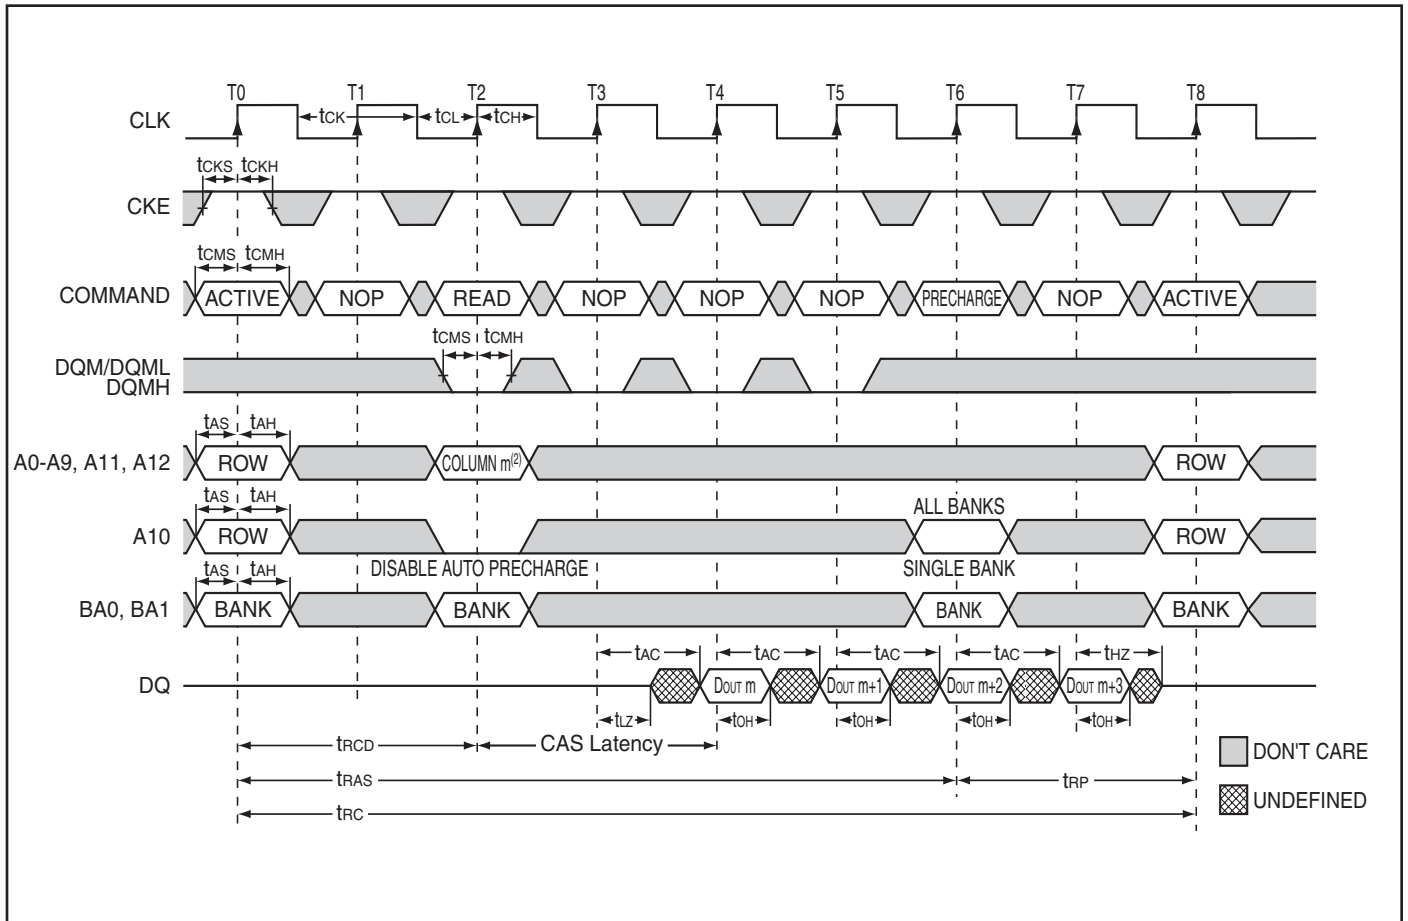 T0 T1 T2 T3 T4 T5 T6 T7 T8
CLK tCK tCL tCH
tCKS tCKH
CKE
tCMS tCMH
COMMAND ACTIVE NOP READ NOP NOP NOP PRECHARGE NOP ACTIVE
tCMS tCMH
DQM/DQML
DQMH
tAS tAH
A0-A9, A11, A12 ROW COLUMN m(2) ROW
tAS tAH ALL BANKS
A10 ROW ROW
DISABLE AUTO PRECHARGE SINGLE BANK
tAS tAH
BA0, BA1 BANK BANK BANK BANK
tAC tAC tAC tAC tHZ
DQ DOUT m DOUT m+1 DOUT m+2 DOUT m+3
tLZ tOH tOH tOH tOH
tRCD CAS Latency
DON'T CARE
tRAS tRP
UNDEFINED
tRC